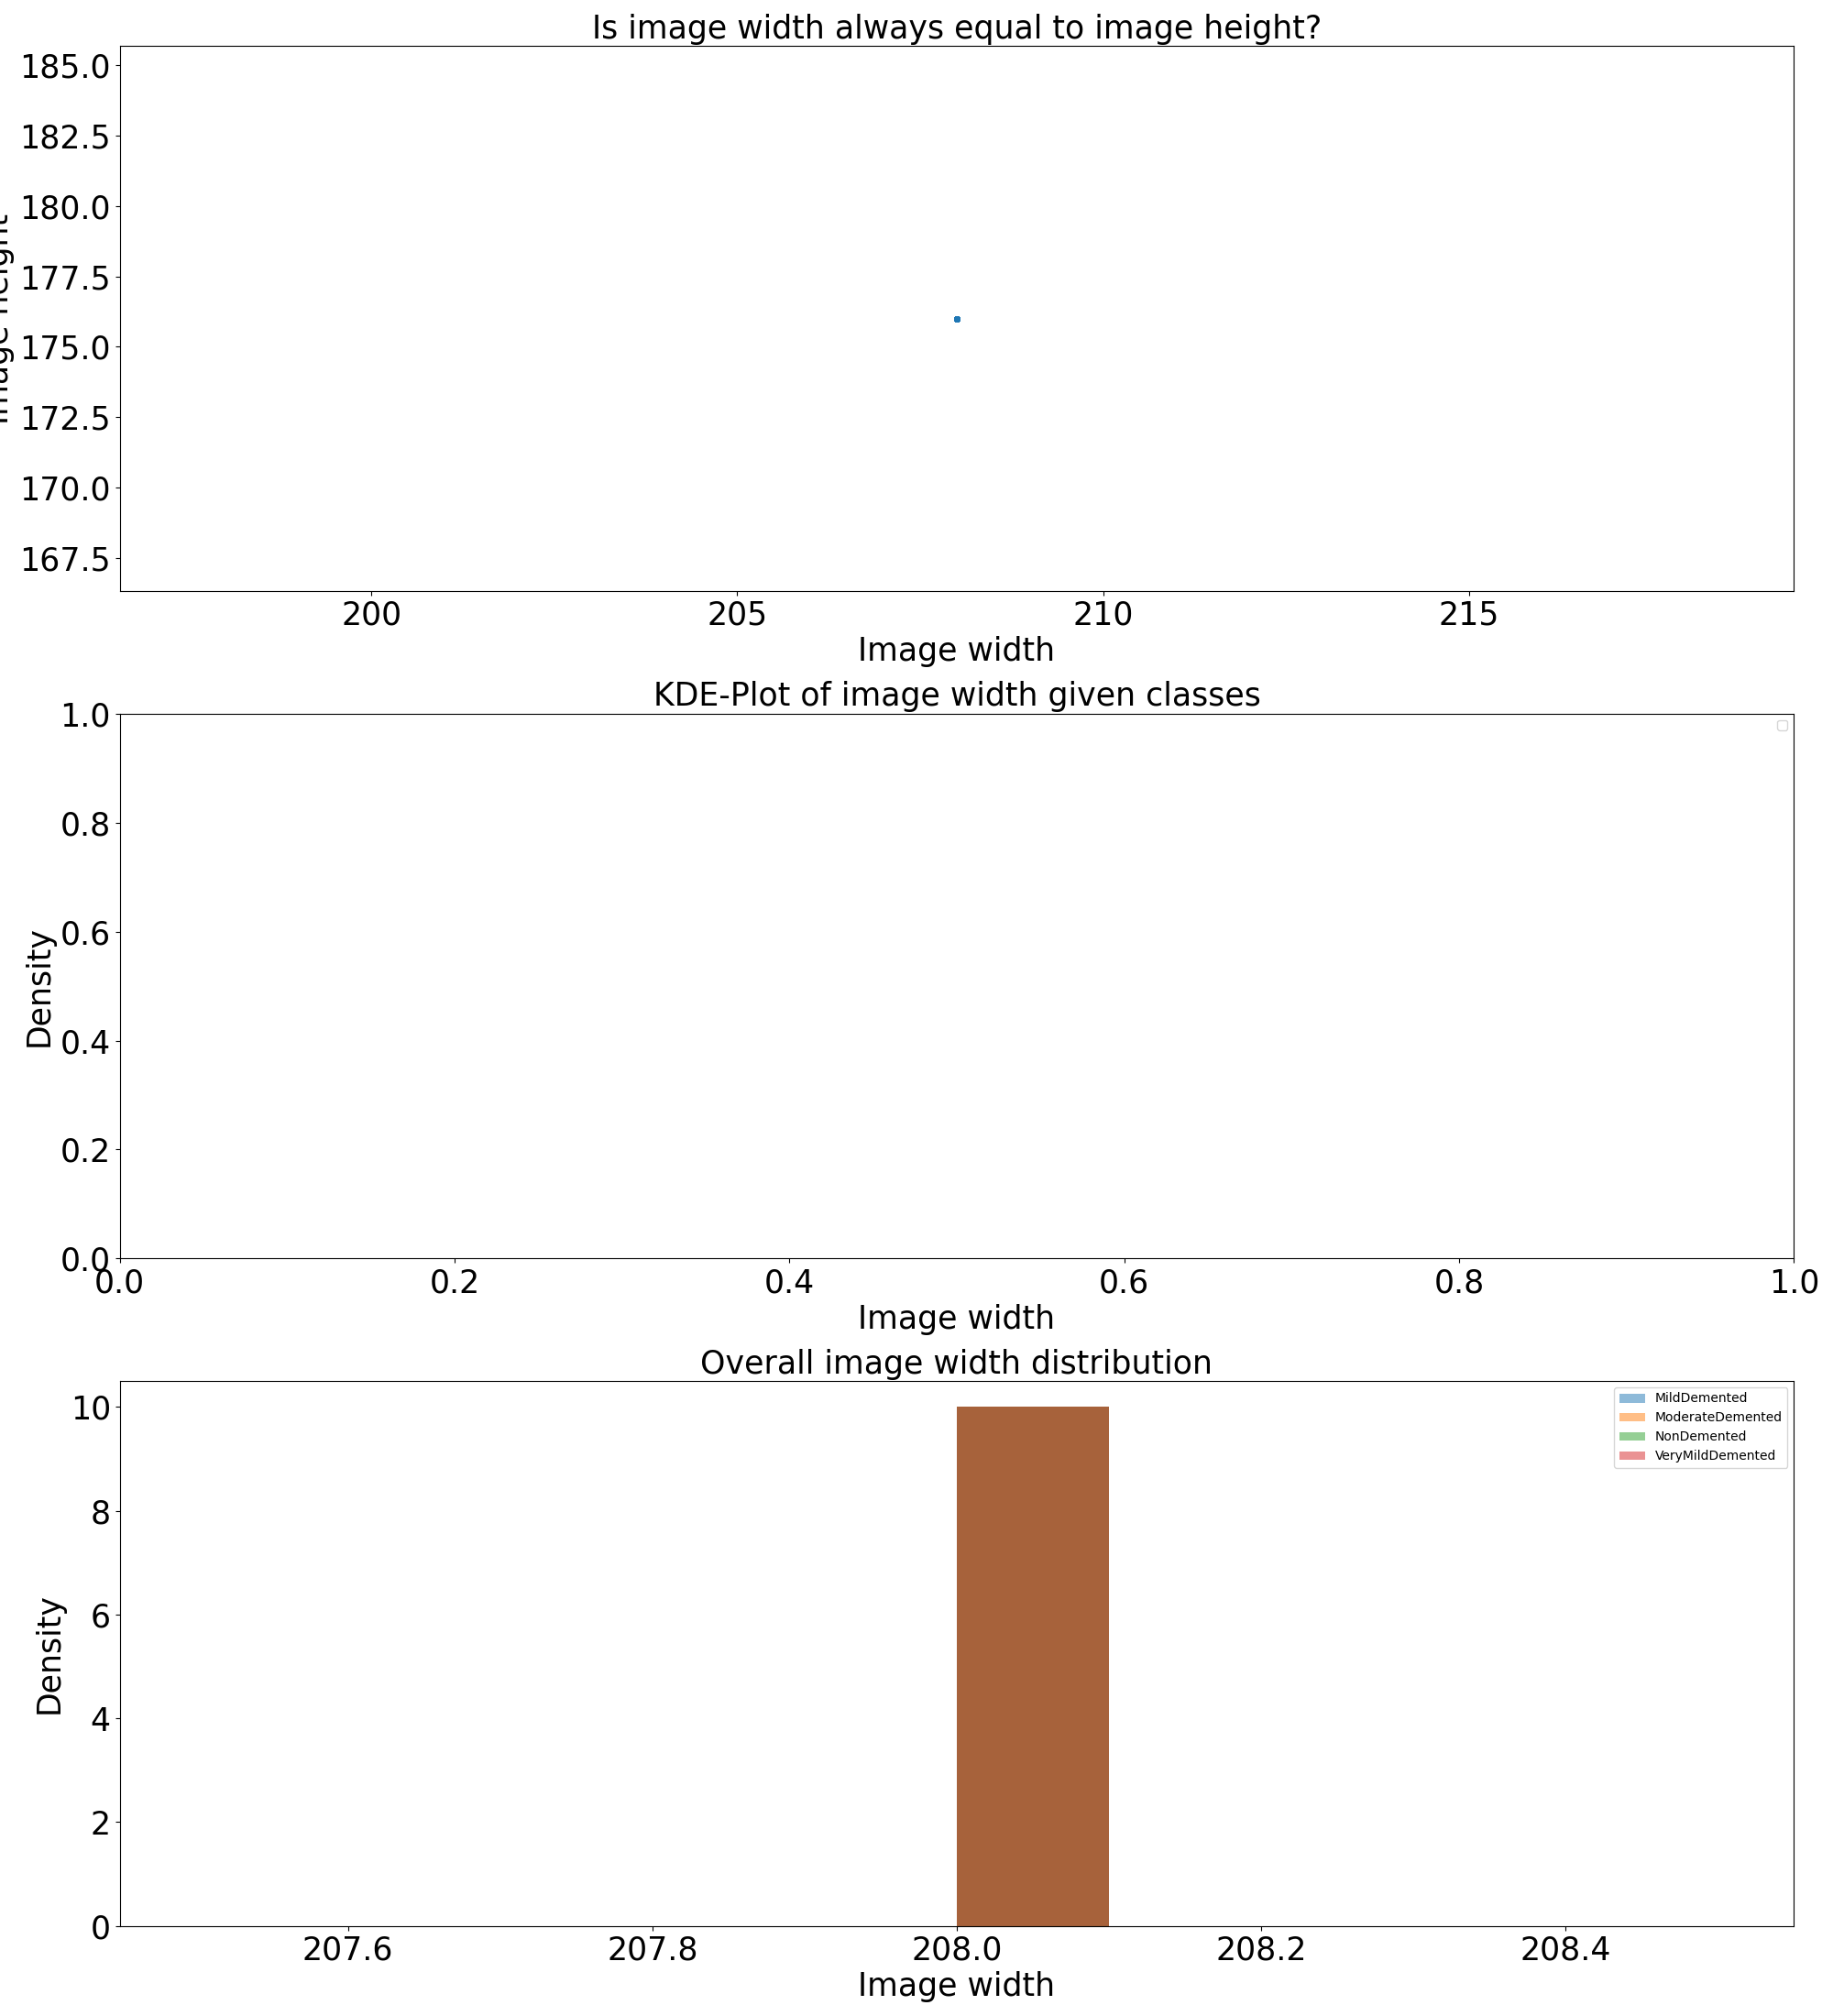 Is image width always equal to image height?
185.0
182.5
180.0
177.5
175.0
172.5
170.0
167.5
200 205 210 215
Image width
KDE-Plot of image width given classes
1.0
0.8
0.6
0.4
0.2
0.0
Density
0.0 0.2 0.4 0.6 0.8 1.0
Image width
Overall image width distribution
MildDemented
ModerateDemented
NonDemented
VeryMildDemented
10
8
6
4
2
0
Density
207.6 207.8 208.0 208.2 208.4
Image width